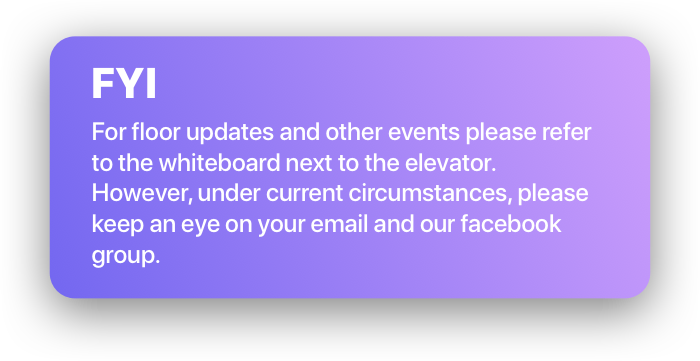 FYI
For floor updates and other events please refer
to the whiteboard next to the elevator.
However, under current circumstances, please
keep an eye on your email and our facebook
group.